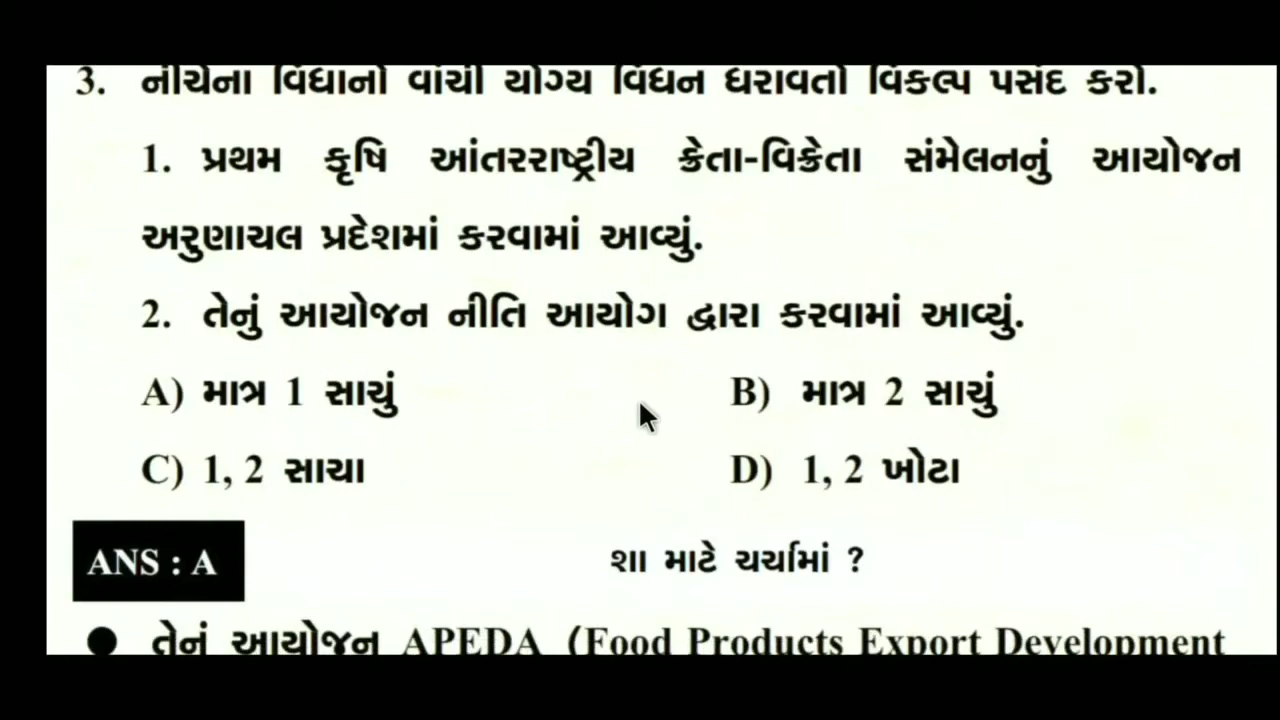 3. નીચેના વિધાનો વાંચી યોગ્ય વિધન ધરાવતો વિકલ્પ પસંદ કરો.
1. પ્રથમ કૃષિ આંતરરાષ્ટ્રીય ક્રેતા-વિક્રેતા સંમેલનનું આયોજન
અરુણાચલ પ્રદેશમાં કરવામાં આવ્યું.
2. તેનું આયોજન નીતિ આયોગ દ્વારા કરવામાં આવ્યું.
A) માત્ર 1 સાચું B) માત્ર 2 સાચું
C) 1, 2 સાચા D) 1, 2 ખોટા
ANS : A શા માટે ચર્ચામાં ?
● તેનું આયોજન APEDA (Food Products Export Development